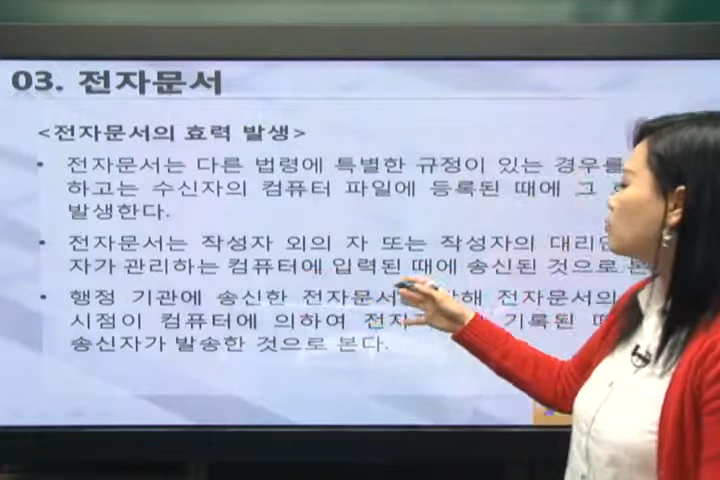 03. 전자문서
<전자문서의 효력 발생>
• 전자문서는 다른 법령에 특별한 규정이 있는 경우를
하고는 수신자의 컴퓨터 파일에 등록된 때에 그
발생한다.
• 전자문서는 작성자 외의 자 또는 작성자의
자가 관리하는 컴퓨터에 입력된 때에 송신된 것으로
• 행정 기관에 송신한 전자문서 전자문서의
시점이 컴퓨터에 의하여 기록된
송신자가 발송한 것으로 본다.